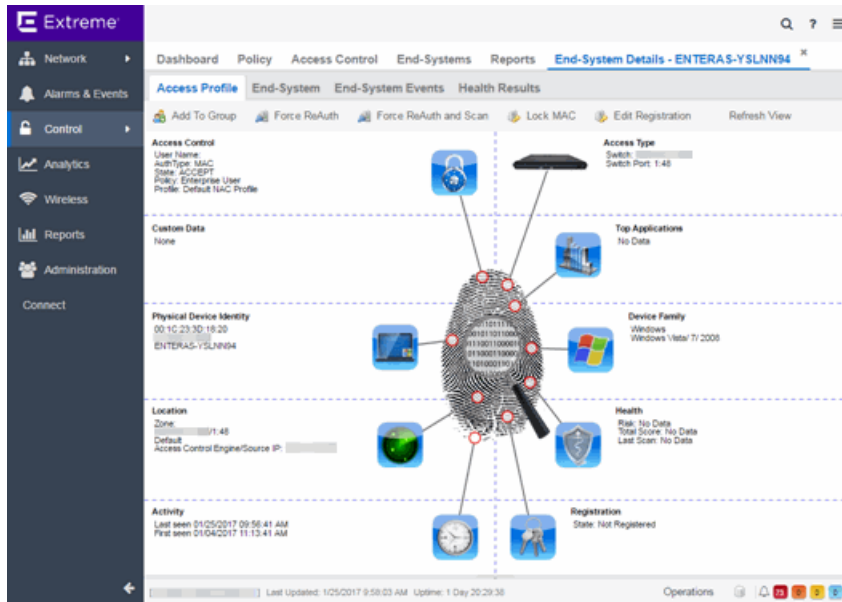 Extreme
Network
Alarms & Events
Control
Analytics
Wireless
Reports
Administration
Connect
?
Dashboard Policy Access Control End-Systems Reports End-System Details - ENTERAS-YSLNN94 ×
Access Profile End-System End-System Events Health Results
Add To Group Force ReAuth Force ReAuth and Scan Lock MAC Edit Registration Refresh View
Access Control
User Name:
AuthType: MAC
State: ACCEPT
Policy: Enterprise User
Profile: Default NAC Profile
Access Type
Switch:
Switch Port: 1:48
Custom Data
None
Top Applications
No Data
Physical Device Identity
00:1C:23:3D:18:20
ENTERAS-YSLNN94
Device Family
Windows
Windows Vista/ 7/ 2008
Location
Zone:
/1:48
Default
Access Control Engine/Source IP:
Health
Risk: No Data
Total Score: No Data
Last Scan: No Data
Activity
Last seen 01/25/2017 09:56:41 AM
First seen 01/04/2017 11:13:41 AM
Registration
State: Not Registered
Last Updated: 1/25/2017 9:58:03 AM Uptime: 1 Day 20:29:38
Operations 73 0 0 0